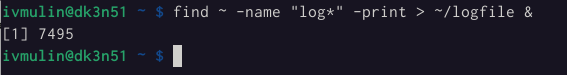 ivmulin@dk3n51 ~ $ find ~ -name "log*" -print > ~/logfile &
[1] 7495
ivmulin@dk3n51 ~ $